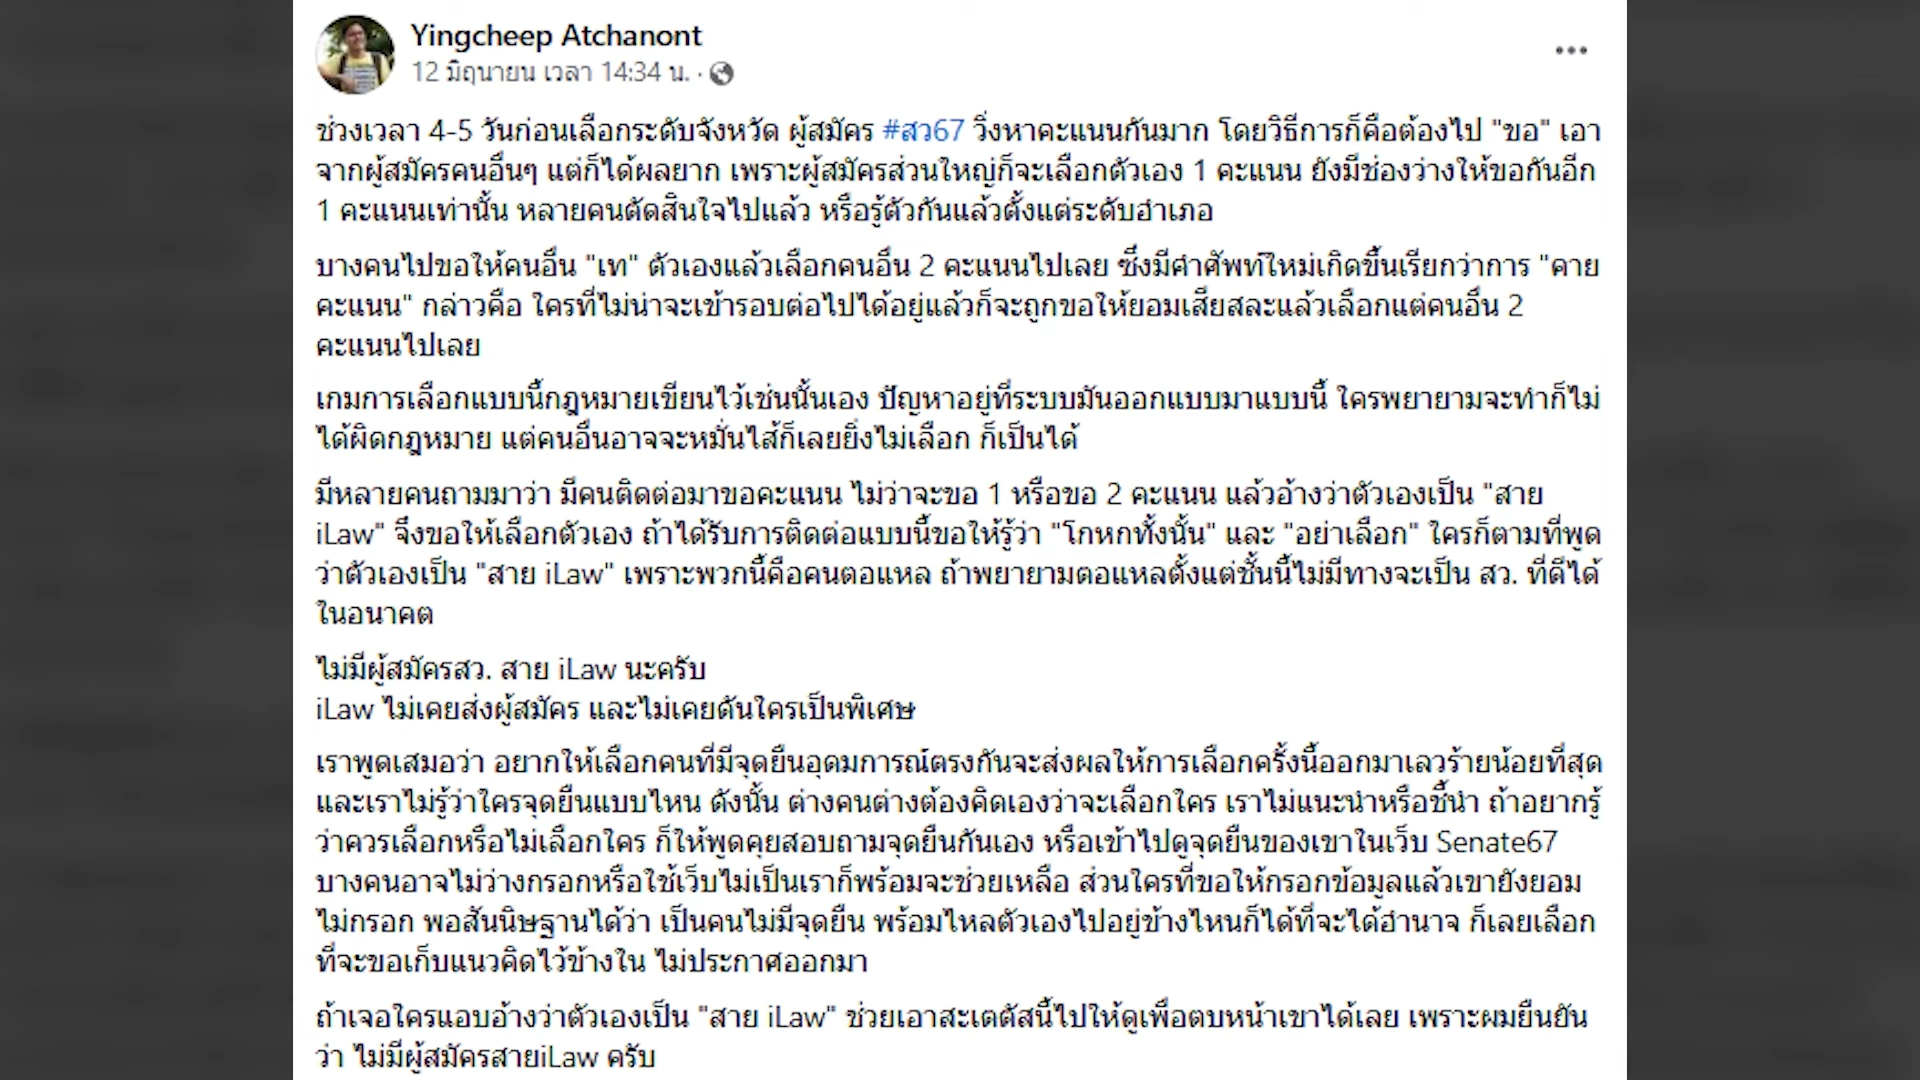 Yingcheep Atchanont
12 มิถุนายน เวลา 14:34 น. ·
ช่วงเวลา 4-5 วันก่อนเลือกระดับจังหวัด ผู้สมัคร #สว67 วิ่งหาคะแนนกันมาก โดยวิธีการก็คือต้องไป "ขอ" เอา
จากผู้สมัครคนอื่นๆ แต่ก็ได้ผลยาก เพราะผู้สมัครส่วนใหญ่ก็จะเลือกตัวเอง 1 คะแนน ยังมีช่องว่างให้ขอกันอีก
1 คะแนนเท่านั้น หลายคนตัดสินใจไปแล้ว หรือรู้ตัวกันแล้วตั้งแต่ระดับอำเภอ
บางคนไปขอให้คนอื่น "เท" ตัวเองแล้วเลือกคนอื่น 2 คะแนนไปเลย ซึ่งมีศำศัพท์ใหม่เกิดขึ้นเรียกว่าการ "คาย
คะแนน" กล่าวคือ ใครที่ไม่น่าจะเข้ารอบต่อไปได้อยู่แล้วก็จะถูกขอให้ยอมเสียสละแล้วเลือกแต่คนอื่น 2
คะแนนไปเลย
เกมการเลือกแบบนี้กฎหมายเขียนไว้เช่นนั้นเอง ปัญหาอยู่ที่ระบบมันออกแบบมาแบบนี้ ใครพยายามจะทำก็ไม่
ได้ผิดกฎหมาย แต่คนอื่นอาจจะหมั่นไส้ก็เลยยิ่งไม่เลือก ก็เป็นได้
มีหลายคนถามมาว่า มีคนติดต่อมาขอคะแนน ไม่ว่าจะขอ 1 หรือขอ 2 คะแนน แล้วอ้างว่าตัวเองเป็น "สาย
iLaw" จึงขอให้เลือกตัวเอง ถ้าได้รับการติดต่อแบบนี้ขอให้รู้ว่า "โกหกทั้งนั้น" และ "อย่าเลือก" ใครก็ตามที่พูด
ว่าตัวเองเป็น "สาย iLaw" เพราะพวกนี้คือคนตอแหล ถ้าพยายามตอแหลตั้งแต่ชั้นนี้ไม่มีทางจะเป็น สว. ที่ดีได้
ในอนาคต
ไม่มีผู้สมัครสว. สาย iLaw นะครับ
iLaw ไม่เคยส่งผู้สมัคร และไม่เคยดันใครเป็นพิเศษ
เราพูดเสมอว่า อยากให้เลือกคนที่มีจุดยืนอุดมการณ์ตรงกันจะส่งผลให้การเลือกครั้งนี้ออกมาเลวร้ายน้อยที่สุด
และเราไม่รู้ว่าใครจุดยืนแบบไหน ดังนั้น ต่างคนต่างต้องคิดเองว่าจะเลือกใคร เราไม่แนะนำหรือชี้นำ ถ้าอยากรู้
ว่าควรเลือกหรือไม่เลือกใคร ก็ให้พูดคุยสอบถามจุดยืนกันเอง หรือเข้าไปดูจุดยืนของเขาในเว็บ Senate67
บางคนอาจไม่ว่างกรอกหรือใช้เว็บไม่เป็นเราก็พร้อมจะช่วยเหลือ ส่วนใครที่ขอให้กรอกข้อมูลแล้วเขายังยอม
ไม่กรอก พอสันนิษฐานได้ว่า เป็นคนไม่มีจุดยืน พร้อมไหลตัวเองไปอยู่ข้างไหนก็ได้ที่จะได้อำนาจ ก็เลยเลือก
ที่จะขอเก็บแนวคิดไว้ข้างใน ไม่ประกาศออกมา
ถ้าเจอใครแอบอ้างว่าตัวเองเป็น "สาย iLaw" ช่วยเอาสะเตตัสนี้ไปให้ดูเพื่อตบหน้าเขาได้เลย เพราะผมยืนยัน
ว่า ไม่มีผู้สมัครสายiLaw ครับ